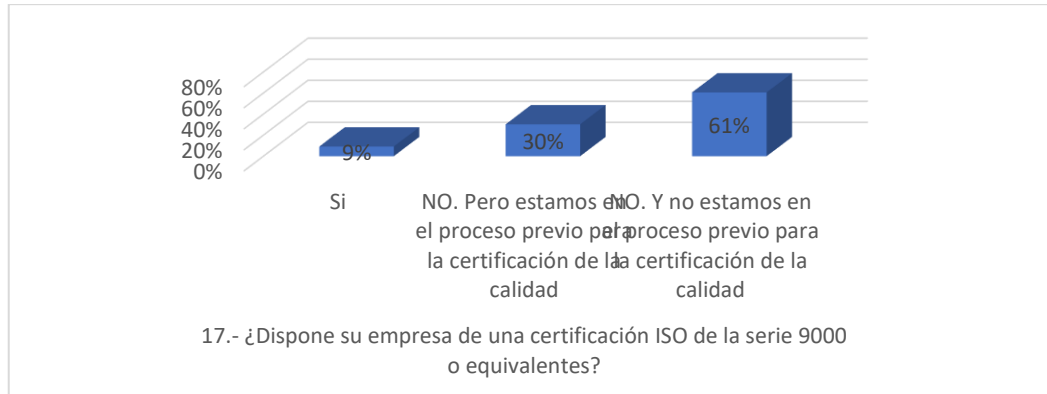 80%
60%
40%
20%
0%
9%
30%
61%
Si
NO. Pero estamos en
el proceso previo para
la certificación de la
calidad
NO. Y no estamos en
el proceso previo para
la certificación de la
calidad
17.- ¿Dispone su empresa de una certificación ISO de la serie 9000
o equivalentes?